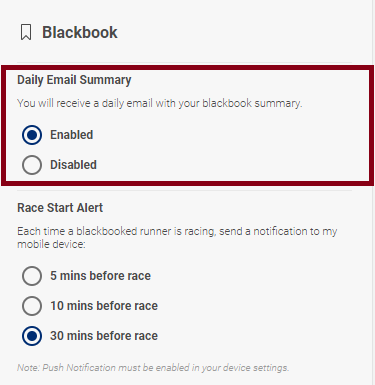 Blackbook
Daily Email Summary
You will receive a daily email with your blackbook summary.
Enabled
Disabled
Race Start Alert
Each time a blackbooked runner is racing, send a notification to my
mobile device:
5 mins before race
10 mins before race
30 mins before race
Note: Push Notification must be enabled in your device settings.